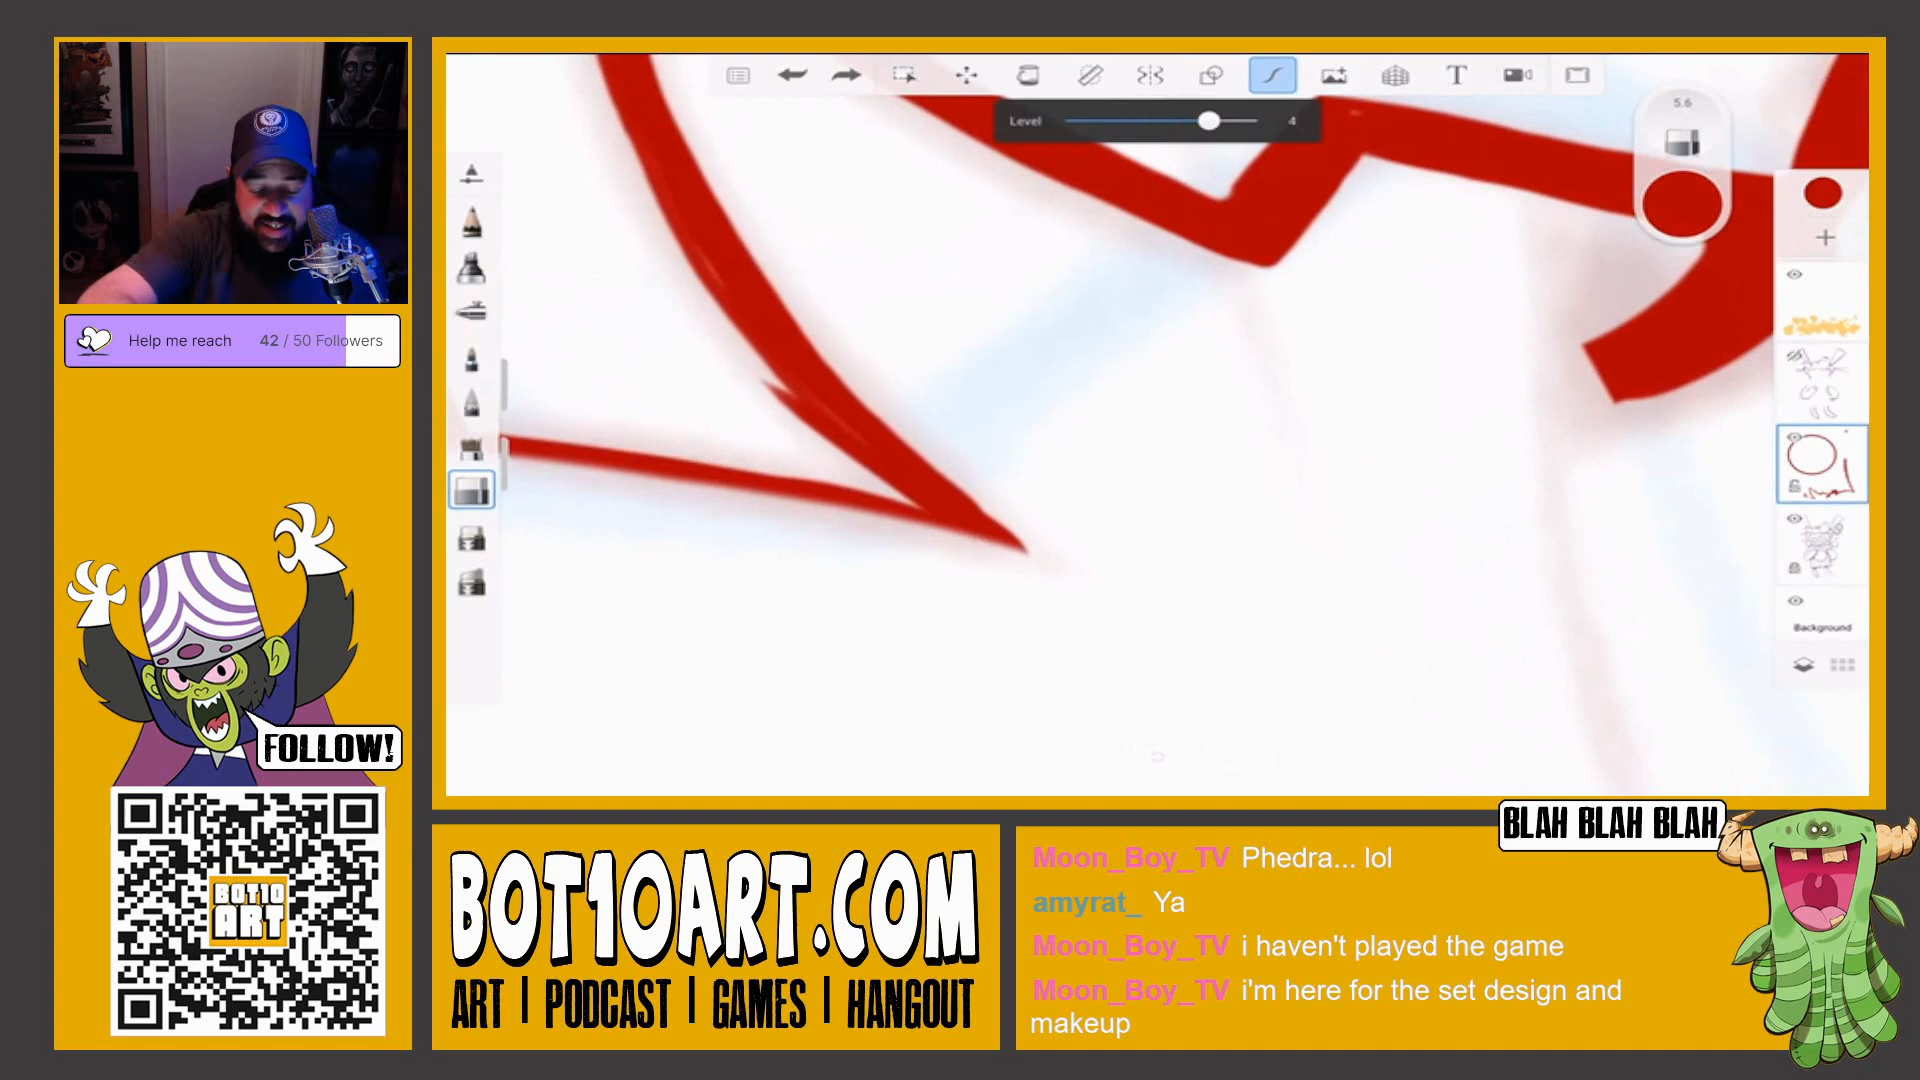 Level
4
5.6
T
Background
Help me reach
42 / 50 Followers
FOLLOW!
BOT10
ART
BOT10ART.COM
ART | PODCAST | GAMES | HANGOUT
BLAH BLAH BLAH
Moon_Boy_TV Phedra... lol
amyrat_ Ya
Moon_Boy_TV i haven't played the game
Moon_Boy_TV i'm here for the set design and
makeup